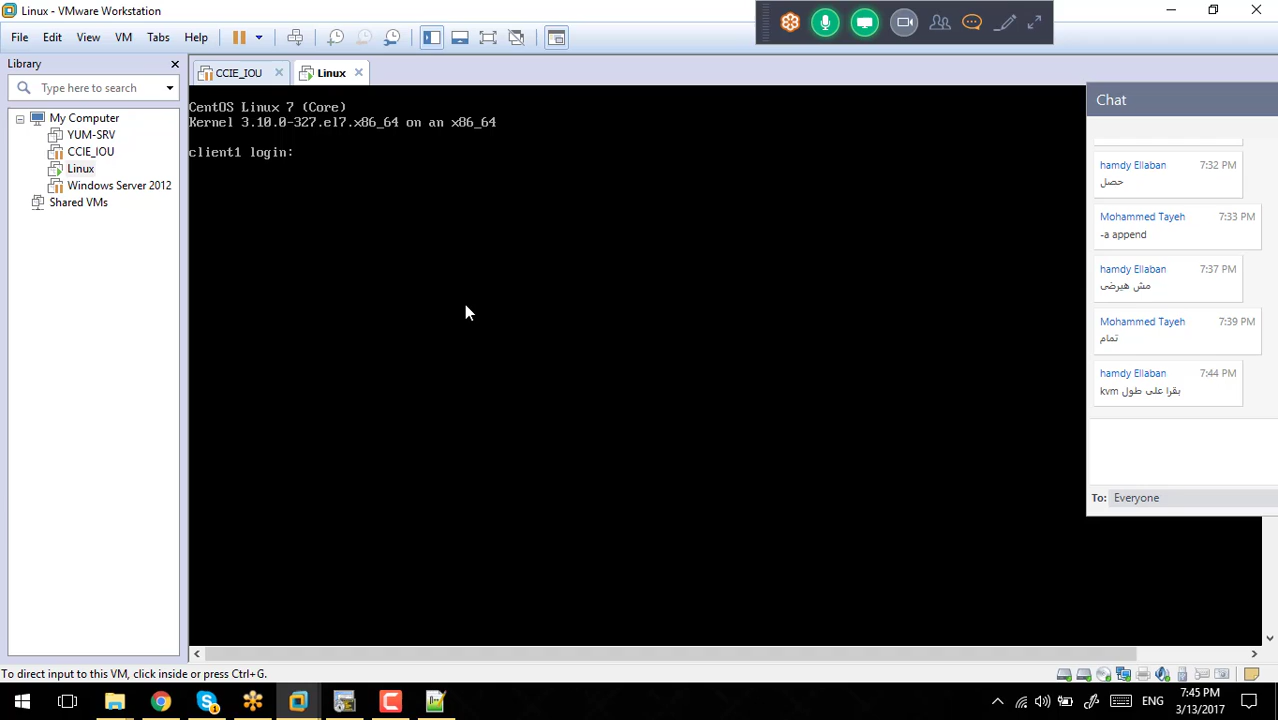 Linux - VMware Workstation
File Edit View VM Tabs Help
Library
Type here to search
My Computer
YUM-SRV
CCIE_IOU
Linux
Windows Server 2012
Shared VMs
CCIE_IOU
Linux
CentOS Linux 7 (Core)
Kernel 3.10.0-327.el7.x86_64 on an x86_64
client1 login:
Chat
hamdy Ellaban 7:32 PM
حصل
Mohammed Tayeh 7:33 PM
-a append
hamdy Ellaban 7:37 PM
مش هيرضى
Mohammed Tayeh 7:39 PM
تمام
hamdy Ellaban 7:44 PM
بقرا على طول kvm
To: Everyone
To direct input to this VM, click inside or press Ctrl+G.
ENG
7:45 PM
3/13/2017